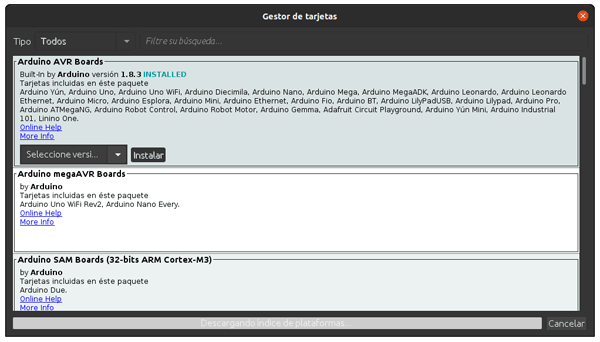 Gestor de tarjetas
Tipo Todos Filtre su búsqueda...
Arduino AVR Boards
Built-In by Arduino versión 1.8.3 INSTALLED
Tarjetas incluidas en éste paquete
Arduino Yún, Arduino Uno, Arduino Uno WiFi, Arduino Diecimila, Arduino Nano, Arduino Mega, Arduino MegaADK, Arduino Leonardo, Arduino Leonardo
Ethernet, Arduino Micro, Arduino Esplora, Arduino Mini, Arduino Ethernet, Arduino Fio, Arduino BT, Arduino LilyPadUSB, Arduino Lilypad, Arduino Pro,
Arduino ATMegaNG, Arduino Robot Control, Arduino Robot Motor, Arduino Gemma, Adafruit Circuit Playground, Arduino Yún Mini, Arduino Industrial
101, Linino One.
Online Help
More Info
Seleccione versi... Instalar
Arduino megaAVR Boards
by Arduino
Tarjetas incluidas en éste paquete
Arduino Uno WiFi Rev2, Arduino Nano Every.
Online Help
More Info
Arduino SAM Boards (32-bits ARM Cortex-M3)
by Arduino
Tarjetas incluidas en éste paquete
Arduino Due.
Online Help
More Info
Descargando índice de plataformas... Cancelar